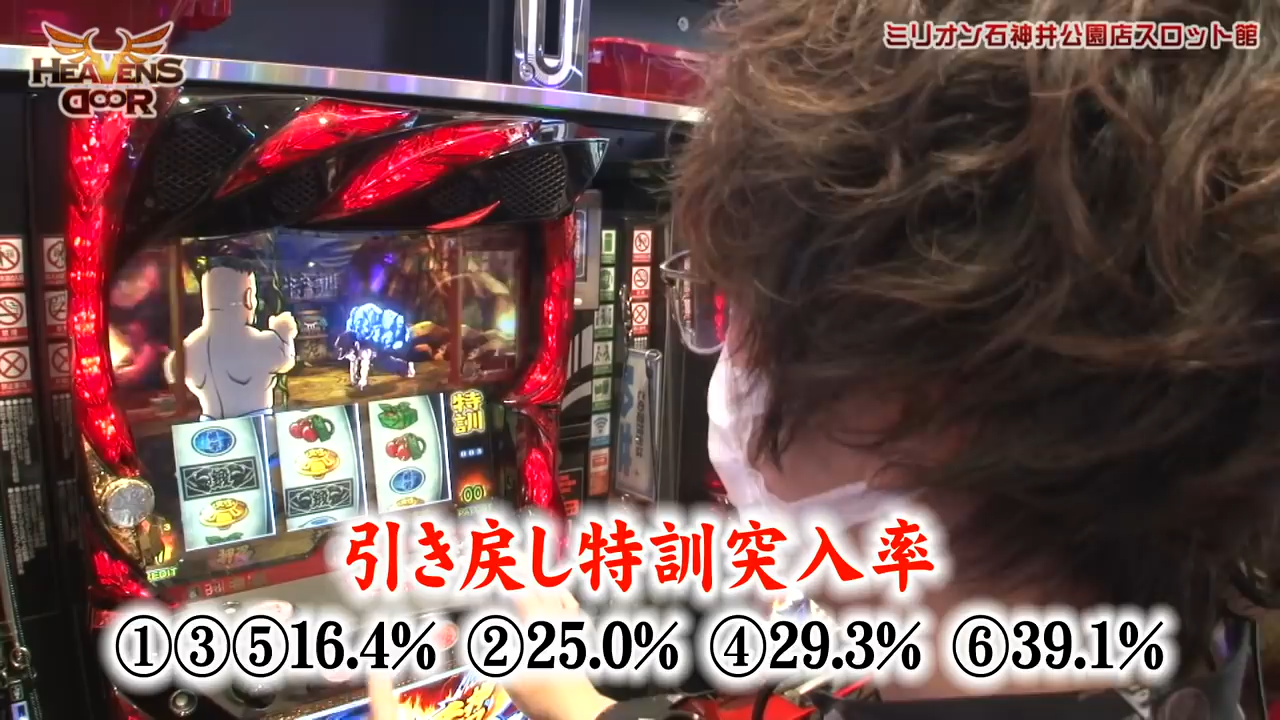 HEAVENS DOOR
ミリオン石神井公園店スロット館
特訓
引き戻し特訓突入率
①③⑤16.4% ②25.0% ④29.3% ⑥39.1%